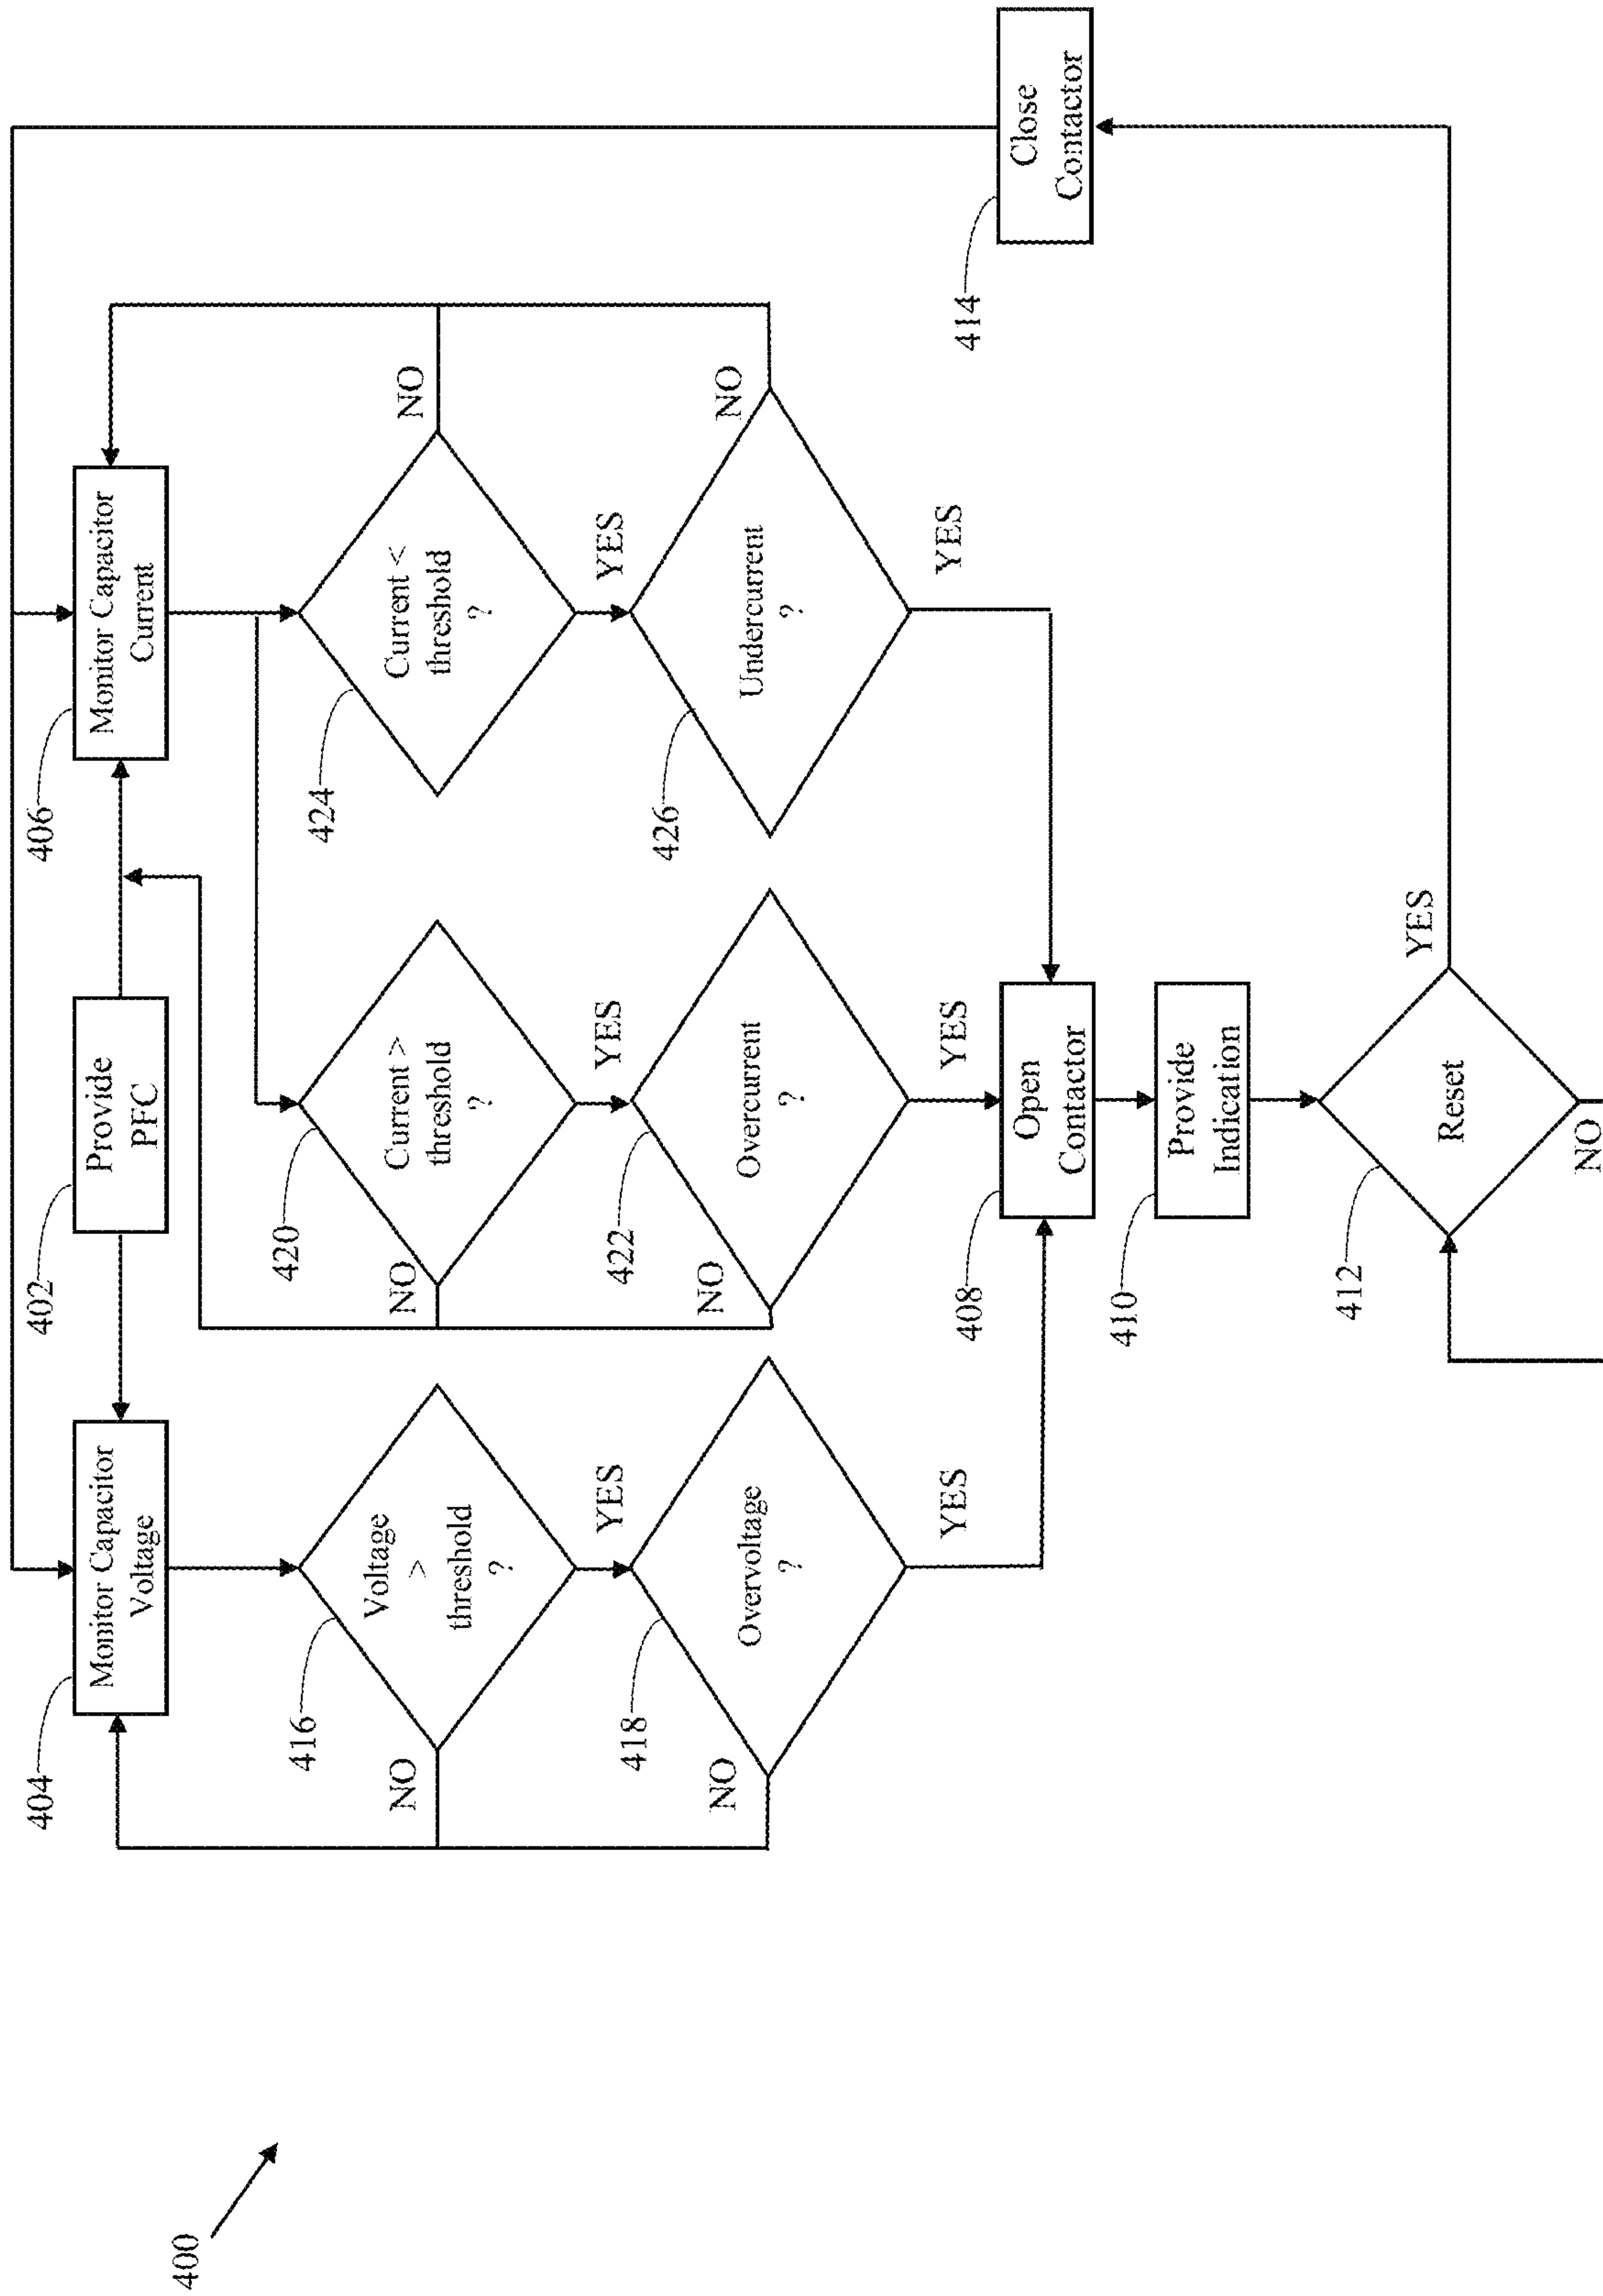 400
402
Provide
PFC
404
Monitor Capacitor
Voltage
406
Monitor Capacitor
Current
416
Voltage
>
threshold
?
NO
YES
420
Current >
threshold
?
NO
YES
424
Current <
threshold
?
NO
YES
418
Overvoltage
?
NO
YES
422
Overcurrent
?
NO
YES
426
Undercurrent
?
NO
YES
408
Open
Contactor
414
Close
Contactor
410
Provide
Indication
412
Reset
YES
NO